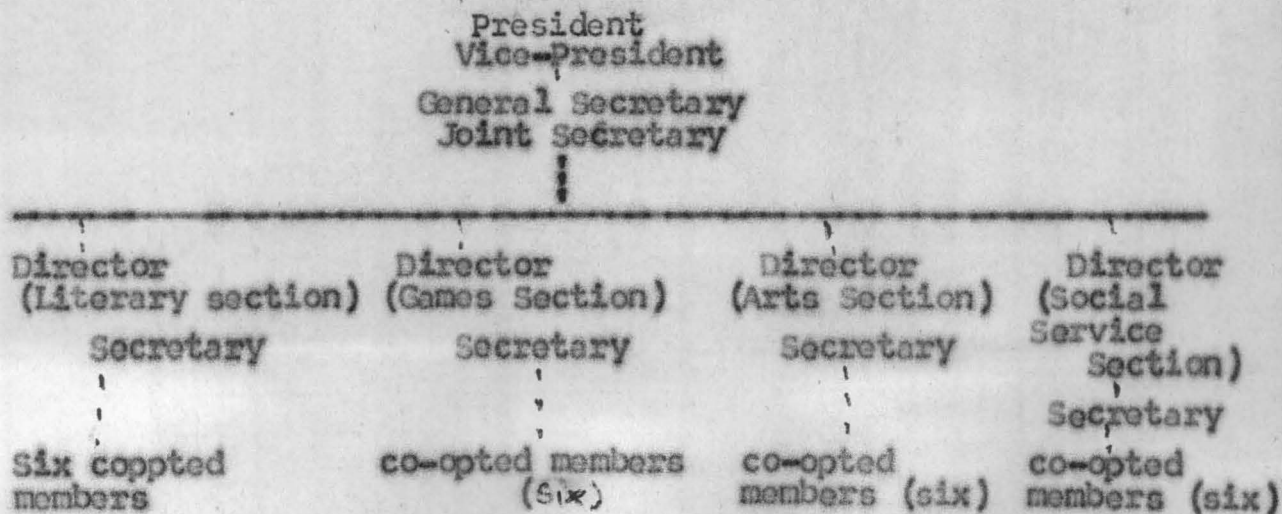 President
Vice-President
General Secretary
Joint Secretary
Director
(Literary section)
Secretary
Six coppted
members
Director
(Games Section)
Secretary
co-opted members
(Six)
Director
(Arts Section)
Secretary
co-opted
members (six)
Director
(Social
Service
Section)
Secretary
co-opted
members (six)